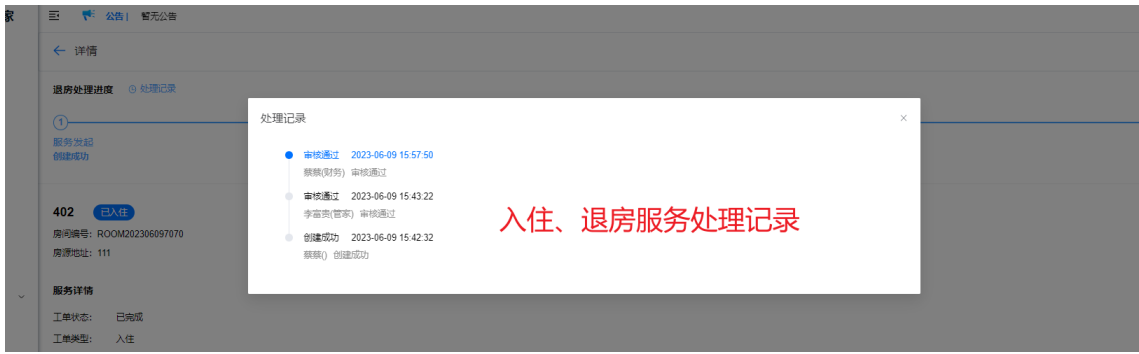 家
公告 | 暂无公告
详情
退房处理进度 处理记录
1
服务发起
创建成功
402 已入住
房间编号: ROOM202306097070
房源地址: 111
服务详情
工单状态: 已完成
工单类型: 入住
处理记录
审核通过 2023-06-09 15:57:50
蔡蔡(财务) 审核通过
审核通过 2023-06-09 15:43:22
李富贵(管家) 审核通过
创建成功 2023-06-09 15:42:32
蔡蔡() 创建成功
入住、退房服务处理记录